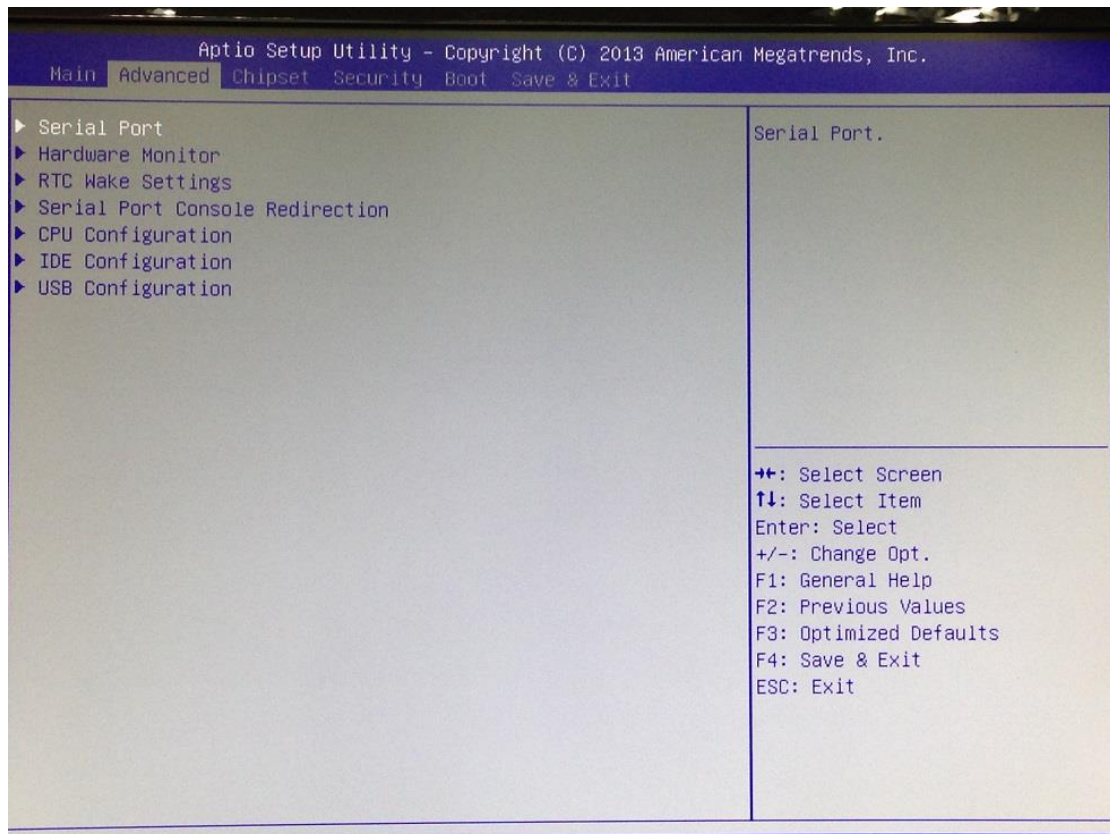 Aptio Setup Utility – Copyright (C) 2013 American Megatrends, Inc.
Main Advanced Chipset Security Boot Save & Exit
Serial Port
Hardware Monitor
RTC Wake Settings
Serial Port Console Redirection
CPU Configuration
IDE Configuration
USB Configuration
Serial Port.
→←: Select Screen
↑↓: Select Item
Enter: Select
+/-: Change Opt.
F1: General Help
F2: Previous Values
F3: Optimized Defaults
F4: Save & Exit
ESC: Exit